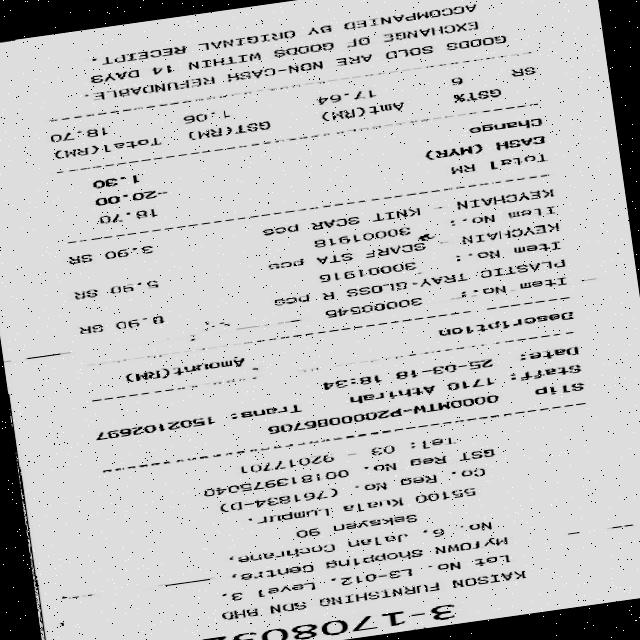 3-170809
KAISON FURNISHING SDN BHD
Lot No. L3-012, Level 3,
MyTOWN Shopping Centre,
No. 6, Jalan Cochrane,
Seksyen 90
55100 Kuala Lumpur.
Co. Reg No. (761834-D)
GST Reg No. 001813975040
Tel: 03 - 92017701
Slip 0000MTW-P2Q00086706
Staff: 1710 Athirah Trans: 1502102697
Date: 25-03-18 18:34
Description
Amount(RM)
Item No.: 30000545
PLASTIC TRAY-GLOSS R pcs 8.90 SR
Item No.: 30001916
KEYCHAIN - SCARF STA pcs 5.90 SR
Item No.: 30001918
KEYCHAIN - KNIT SCAR pcs 3.90 SR
Total RM 18.70
CASH (MYR) -20.00
Change 1.30
GST% Amt(RM) GST(RM) Total(RM)
SR 6 17.64 1.06 18.70
GOODS SOLD ARE NON-CASH REFUNDABLE.
EXCHANGE OF GOODS WITHIN 14 DAYS
ACCOMPANIED BY ORIGINAL RECEIPT.